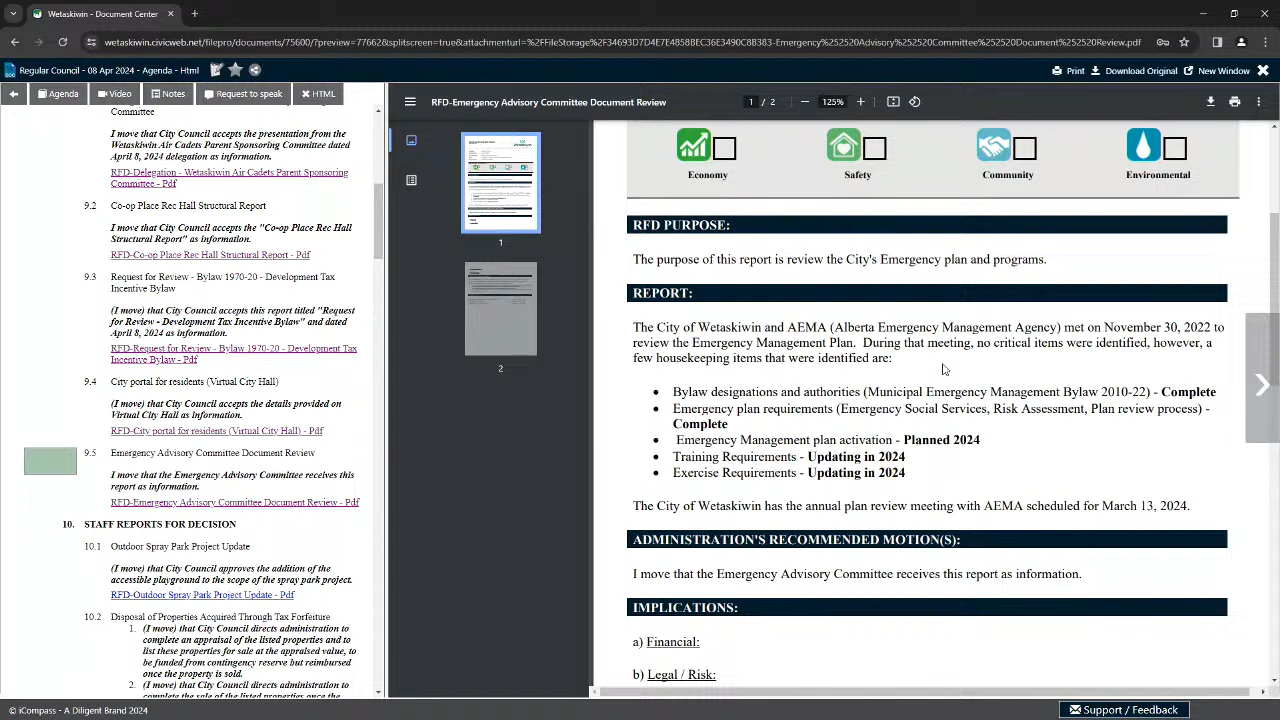 Wetaskiwin - Document Center
wetaskiwin.civicweb.net/filepro/documents/75600/?preview=77662&splitscreen=true&attachmenturl=%2FFileStorage%2F34693D7D4E7E48588EC36E3490C88383-Emergency%252520Advisory%252520Committee%252520Document%252520Review.pdf
Regular Council - 08 Apr 2024 - Agenda - Html
Print
Download Original
New Window
Agenda
Video
Notes
Request to speak
HTML
Committee
I move that City Council accepts the presentation from the
Wetaskiwin Air Cadets Parent Sponsoring Committee dated
April 8, 2024 delegation as information.
RFD-Delegation - Wetaskiwin Air Cadets Parent Sponsoring
Committee - Pdf
9.2 Co-op Place Rec Hall Structural Report
I move that City Council accepts the "Co-op Place Rec Hall
Structural Report" as information.
RFD-Co-op Place Rec Hall Structural Report - Pdf
9.3 Request for Review - Bylaw 1970-20 - Development Tax
Incentive Bylaw
(I move) that City Council accepts this report titled "Request
for Review - Development Tax Incentive Bylaw" and dated
April 8, 2024 as information.
RFD-Request for Review - Bylaw 1970-20 - Development Tax
Incentive Bylaw - Pdf
9.4 City portal for residents (Virtual City Hall)
(I move) that City Council accepts the details provided on
Virtual City Hall as information.
RFD-City portal for residents (Virtual City Hall) - Pdf
9.5 Emergency Advisory Committee Document Review
I move that the Emergency Advisory Committee receives this
report as information.
RFD-Emergency Advisory Committee Document Review - Pdf
10. STAFF REPORTS FOR DECISION
10.1 Outdoor Spray Park Project Update
(I move) that City Council approves the addition of the
accessible playground to the scope of the spray park project.
RFD-Outdoor Spray Park Project Update - Pdf
10.2 Disposal of Properties Acquired Through Tax Forfeiture
1. (I move) that City Council directs administration to
complete an appraisal of the listed properties and to
list these properties for sale at the appraised value, to
be funded from contingency reserve but reimbursed
once the property is sold.
2. (I move) that City Council directs administration to
complete the sale of the listed properties once the
RFD-Emergency Advisory Committee Document Review
1 / 2
125%
1
2
Economy
Safety
Community
Environmental
RFD PURPOSE:
The purpose of this report is review the City's Emergency plan and programs.
REPORT:
The City of Wetaskiwin and AEMA (Alberta Emergency Management Agency) met on November 30, 2022 to
review the Emergency Management Plan. During that meeting, no critical items were identified, however, a
few housekeeping items that were identified are:
• Bylaw designations and authorities (Municipal Emergency Management Bylaw 2010-22) - Complete
• Emergency plan requirements (Emergency Social Services, Risk Assessment, Plan review process) -
Complete
• Emergency Management plan activation - Planned 2024
• Training Requirements - Updating in 2024
• Exercise Requirements - Updating in 2024
The City of Wetaskiwin has the annual plan review meeting with AEMA scheduled for March 13, 2024.
ADMINISTRATION'S RECOMMENDED MOTION(S):
I move that the Emergency Advisory Committee receives this report as information.
IMPLICATIONS:
a) Financial:
b) Legal / Risk:
© iCompass - A Diligent Brand 2024
Support / Feedback